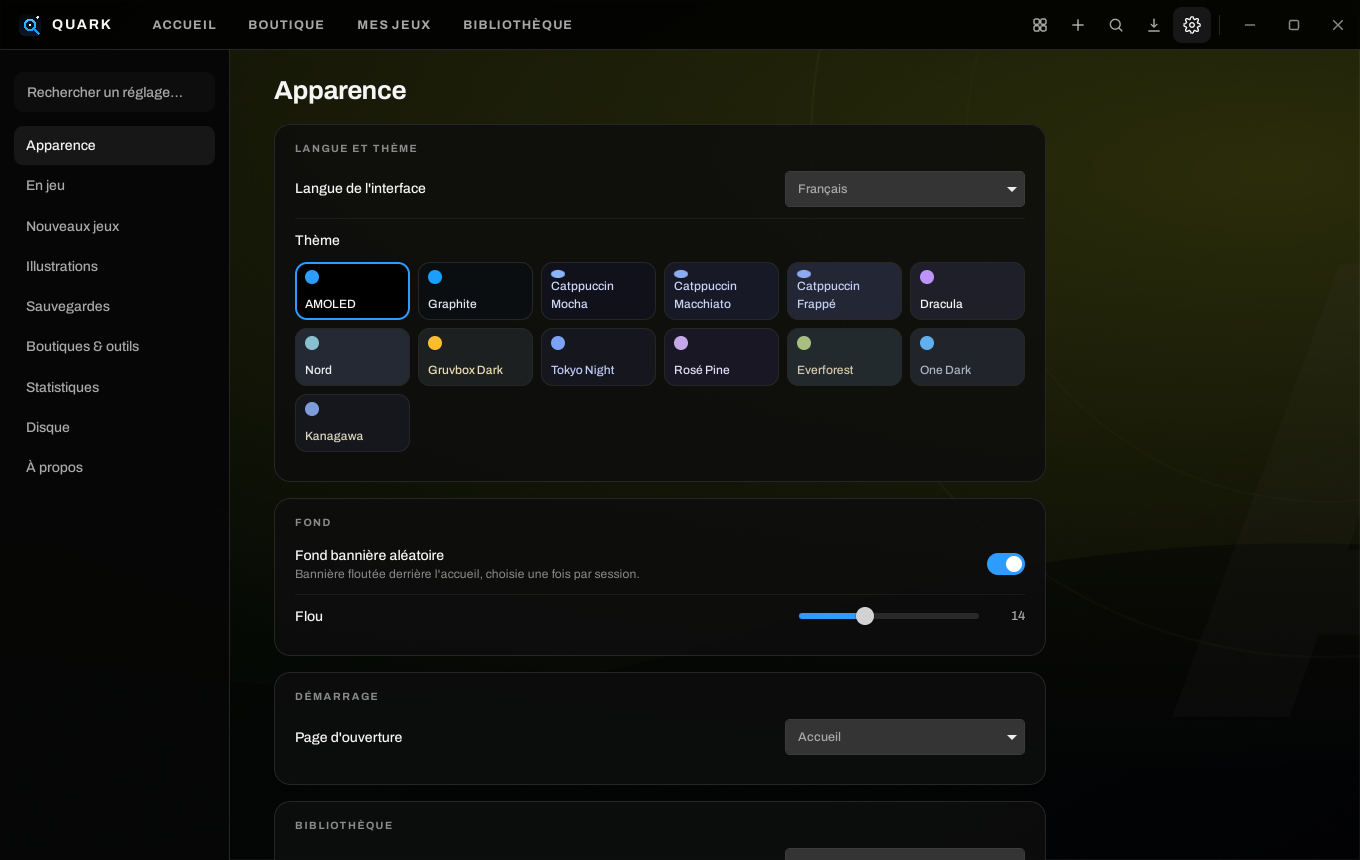 QUARK
ACCUEIL
BOUTIQUE
MES JEUX
BIBLIOTHÈQUE
Rechercher un réglage...
Apparence
En jeu
Nouveaux jeux
Illustrations
Sauvegardes
Boutiques & outils
Statistiques
Disque
À propos
Apparence
LANGUE ET THÈME
Langue de l'interface
Français
Thème
AMOLED
Graphite
Catppuccin
Mocha
Catppuccin
Macchiato
Catppuccin
Frappé
Dracula
Nord
Gruvbox Dark
Tokyo Night
Rosé Pine
Everforest
One Dark
Kanagawa
FOND
Fond bannière aléatoire
Bannière floutée derrière l'accueil, choisie une fois par session.
Flou
14
DÉMARRAGE
Page d'ouverture
Accueil
BIBLIOTHÈQUE